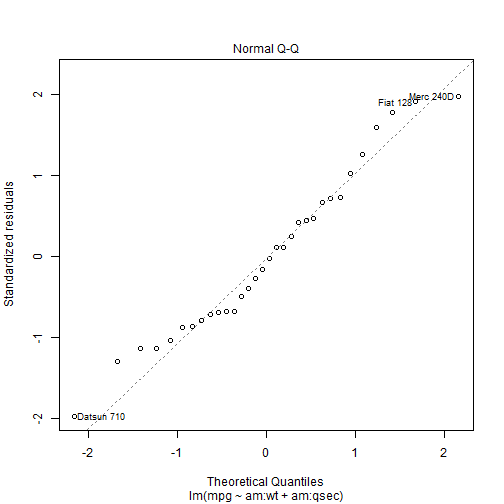 Normal Q-Q
Standardized residuals
2
1
0
-1
-2
Fiat 128
Merc 240D
Datsun 710
-2
-1
0
1
2
Theoretical Quantiles
lm(mpg ~ am:wt + am:qsec)